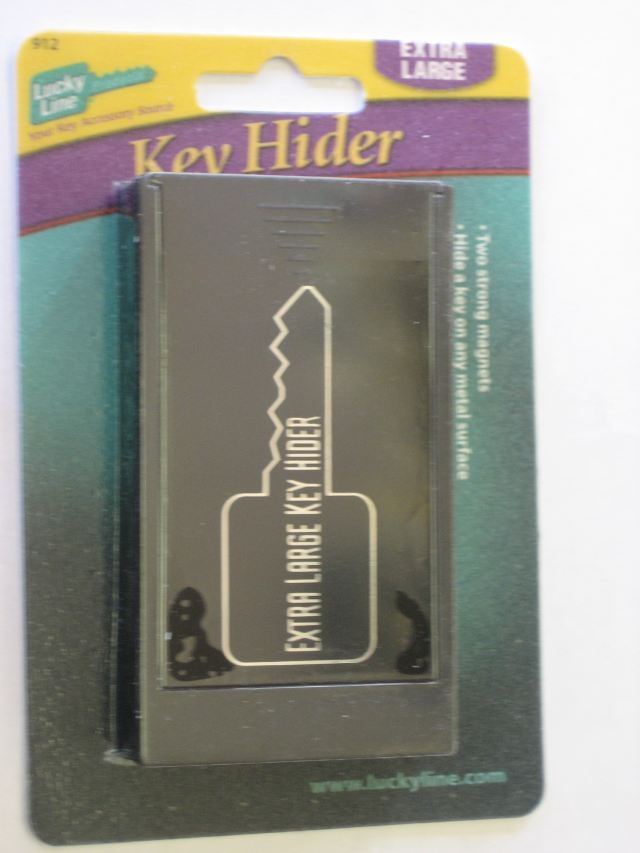 912
EXTRA
LARGE
Lucky
Line
Products
Your Key Accessory Source
Key Hider
• Two strong magnets
• Hide a key on any metal surface
EXTRA LARGE KEY HIDER
www.luckyline.com